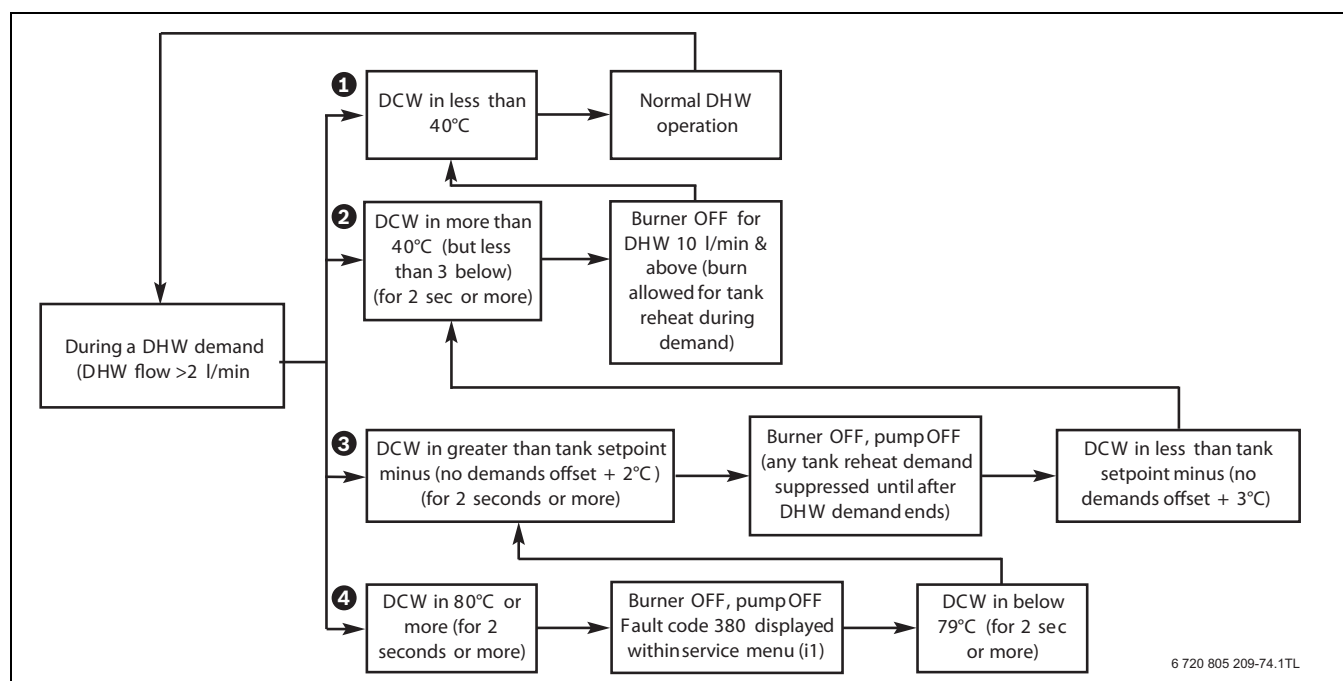 1
DCW in less than
40°C
Normal DHW
operation
2
DCW in more than
40°C (but less
than 3 below)
(for 2 sec or more)
Burner OFF for
DHW 10 l/min &
above (burn
allowed for tank
reheat during
demand)
During a DHW demand
(DHW flow >2 l/min
3
DCW in greater than tank setpoint
minus (no demands offset + 2°C )
(for 2 seconds or more)
Burner OFF, pump OFF
(any tank reheat demand
suppressed until after
DHW demand ends)
DCW in less than tank
setpoint minus (no
demands offset + 3°C)
4
DCW in 80°C or
more (for 2
seconds or more)
Burner OFF, pump OFF
Fault code 380 displayed
within service menu (i1)
DCW in below
79°C (for 2 sec
or more)
6 720 805 209-74.1TL